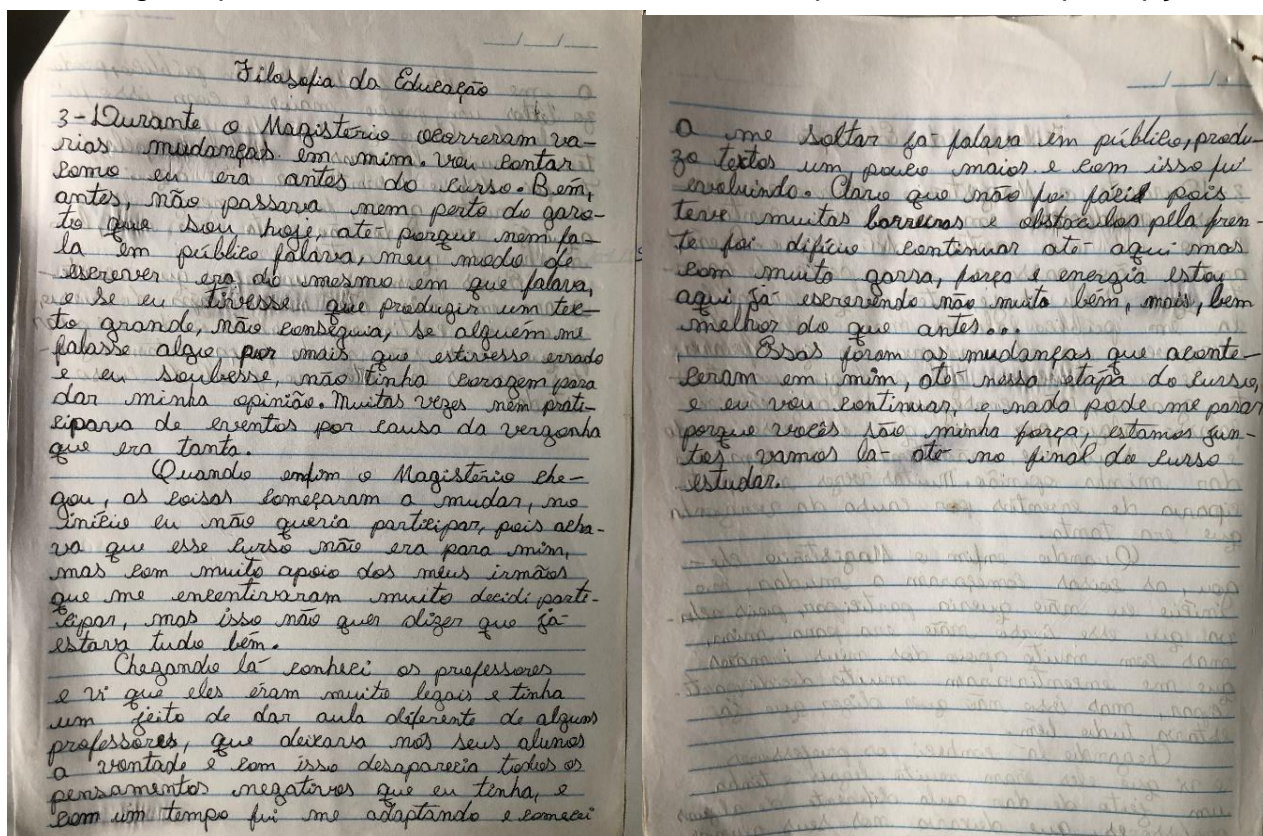 Filosofia da Educação
3-Durante o Magistério ocorreram va-
rias mudanças em mim. vou contar
como eu era antes do curso. Bem,
antes, não passava nem perto do garo-
to que sou hoje, até porque nem fa-
la em público falava, meu modo de
escrever era do mesmo em que falava,
e se eu tivesse que produzir um tex-
to grande, não conseguia, se alguém me
falasse algo, por mais que estivesse errado
e eu soubesse, não tinha coragem para
dar minha opinião. Muitas vezes nem prati-
cipava de eventos por causa da vergonha
que era tanta.
Quando enfim o Magistério che-
gou, as coisas começaram a mudar, no
início eu não queria participar, pois acha-
va que esse curso não era para mim,
mas com muito apoio dos meus irmãos
que me encentivaram muito decidi parti-
cipar, mas isso não quer dizer que já
estava tudo bem.
Chegando lá conheci os professores
e vi que eles eram muito legais e tinha
um jeito de dar aula diferente de alguns
professores, que deixava nos seus alunos
a vontade e com isso desaparecia todos os
pensamentos negativos que eu tinha, e
com um tempo fui me adaptando e comecei
a me soltar já falava em público, produ-
zo textos um pouco maios e com isso fui
evoluindo. Claro que não foi fácil pois
teve muitas barreiras e obstáculos pela fren-
te foi difícil continuar até aqui mas
com muito garra, força e energia estou
aqui já escrevendo não muito bem, mais, bem
melhor do que antes...
Essas foram as mudanças que aconte-
ceram em mim, até nessa etapa do curso,
e eu vou continuar, e nada pode me parar
porque vocês são minha força, estamos jun-
tos vamos lá até no final do curso
estudar.